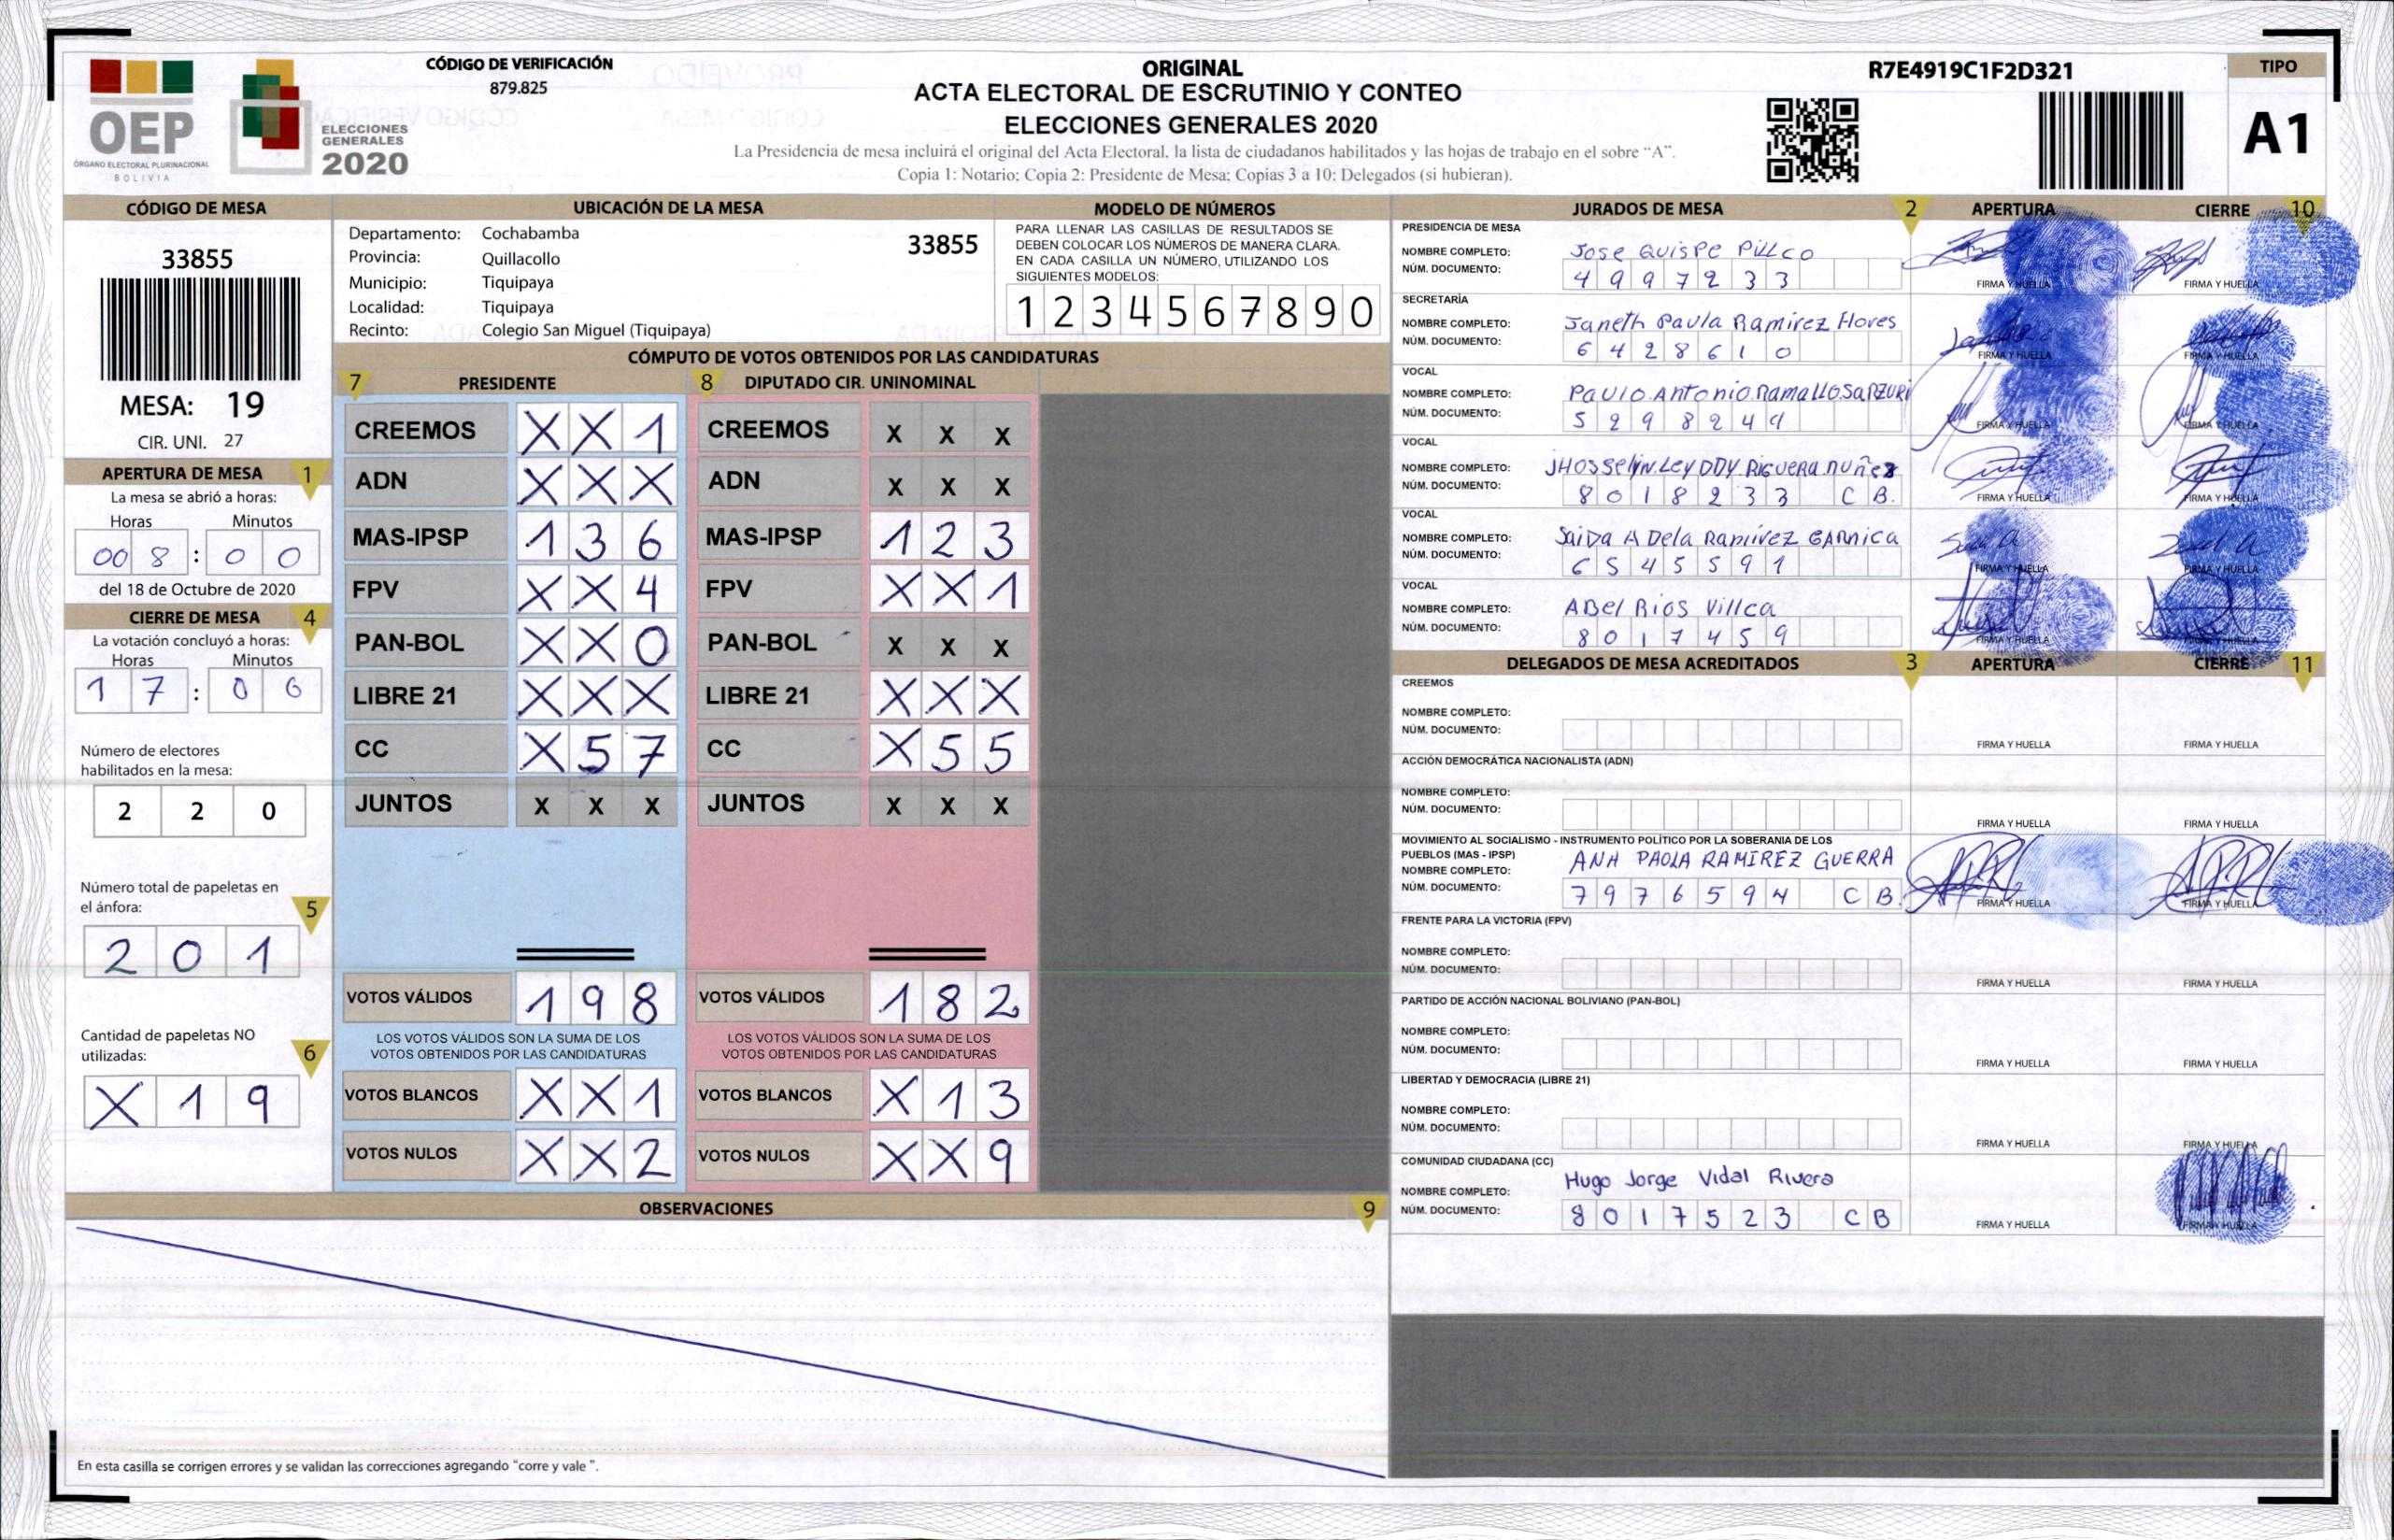 OEP
ÓRGANO ELECTORAL PLURINACIONAL
BOLIVIA
ELECCIONES
GENERALES
2020
CÓDIGO DE VERIFICACIÓN
879.825
ORIGINAL
ACTA ELECTORAL DE ESCRUTINIO Y CONTEO
ELECCIONES GENERALES 2020
La Presidencia de mesa incluirá el original del Acta Electoral, la lista de ciudadanos habilitados y las hojas de trabajo en el sobre “A”.
Copia 1: Notario; Copia 2: Presidente de Mesa; Copias 3 a 10: Delegados (si hubieran).
R7E4919C1F2D321
TIPO
A1
CÓDIGO DE MESA
33855
MESA: 19
CIR. UNI. 27
APERTURA DE MESA 1
La mesa se abrió a horas:
Horas Minutos
00 8 : 0 0
del 18 de Octubre de 2020
CIERRE DE MESA 4
La votación concluyó a horas:
Horas Minutos
1 7 : 0 6
Número de electores
habilitados en la mesa:
2 2 0
Número total de papeletas en
el ánfora: 5
2 0 1
Cantidad de papeletas NO
utilizadas: 6
X 1 9
UBICACIÓN DE LA MESA
Departamento: Cochabamba
33855
Provincia: Quillacollo
Municipio: Tiquipaya
Localidad: Tiquipaya
Recinto: Colegio San Miguel (Tiquipaya)
MODELO DE NÚMEROS
PARA LLENAR LAS CASILLAS DE RESULTADOS SE
DEBEN COLOCAR LOS NÚMEROS DE MANERA CLARA.
EN CADA CASILLA UN NÚMERO, UTILIZANDO LOS
SIGUIENTES MODELOS:
1 2 3 4 5 6 7 8 9 0
CÓMPUTO DE VOTOS OBTENIDOS POR LAS CANDIDATURAS
7 PRESIDENTE 8 DIPUTADO CIR. UNINOMINAL
CREEMOS X X 1 CREEMOS X X X
ADN X X X ADN X X X
MAS-IPSP 1 3 6 MAS-IPSP 1 2 3
FPV X X 4 FPV X X 1
PAN-BOL X X 0 PAN-BOL X X X
LIBRE 21 X X X LIBRE 21 X X X
CC X 5 7 CC X 5 5
JUNTOS X X X JUNTOS X X X
VOTOS VÁLIDOS 1 9 8 VOTOS VÁLIDOS 1 8 2
LOS VOTOS VÁLIDOS SON LA SUMA DE LOS LOS VOTOS VÁLIDOS SON LA SUMA DE LOS
VOTOS OBTENIDOS POR LAS CANDIDATURAS VOTOS OBTENIDOS POR LAS CANDIDATURAS
VOTOS BLANCOS X X 1 VOTOS BLANCOS X 1 3
VOTOS NULOS X X 2 VOTOS NULOS X X 9
OBSERVACIONES 9
En esta casilla se corrigen errores y se validan las correcciones agregando "corre y vale ".
JURADOS DE MESA 2 APERTURA CIERRE 10
PRESIDENCIA DE MESA
NOMBRE COMPLETO: Jose Quispe Pillco
NÚM. DOCUMENTO: 4 9 9 7 2 3 3 FIRMA Y HUELLA FIRMA Y HUELLA
SECRETARÍA
NOMBRE COMPLETO: Janeth Paula Ramirez Flores
NÚM. DOCUMENTO: 6 4 2 8 6 1 0 FIRMA Y HUELLA FIRMA Y HUELLA
VOCAL
NOMBRE COMPLETO: Paulo Antonio Ramallo Sarzuri
NÚM. DOCUMENTO: 5 2 9 8 2 4 4 FIRMA Y HUELLA FIRMA Y HUELLA
VOCAL
NOMBRE COMPLETO: JHosselyn LeyDDY RIGUERA nuñez
NÚM. DOCUMENTO: 8 0 1 8 2 3 3 C B. FIRMA Y HUELLA FIRMA Y HUELLA
VOCAL
NOMBRE COMPLETO: SaiDa ADela Ramirez GARnica
NÚM. DOCUMENTO: 6 5 4 5 5 9 1 FIRMA Y HUELLA FIRMA Y HUELLA
VOCAL
NOMBRE COMPLETO: ABel Rios Villca
NÚM. DOCUMENTO: 8 0 1 7 4 5 9 FIRMA Y HUELLA FIRMA Y HUELLA
DELEGADOS DE MESA ACREDITADOS 3 APERTURA CIERRE 11
CREEMOS
NOMBRE COMPLETO:
NÚM. DOCUMENTO: FIRMA Y HUELLA FIRMA Y HUELLA
ACCIÓN DEMOCRÁTICA NACIONALISTA (ADN)
NOMBRE COMPLETO:
NÚM. DOCUMENTO: FIRMA Y HUELLA FIRMA Y HUELLA
MOVIMIENTO AL SOCIALISMO - INSTRUMENTO POLÍTICO POR LA SOBERANIA DE LOS
PUEBLOS (MAS - IPSP) ANA PAOLA RAMIREZ GUERRA
NOMBRE COMPLETO:
NÚM. DOCUMENTO: 7 9 7 6 5 9 4 C B. FIRMA Y HUELLA FIRMA Y HUELLA
FRENTE PARA LA VICTORIA (FPV)
NOMBRE COMPLETO:
NÚM. DOCUMENTO: FIRMA Y HUELLA FIRMA Y HUELLA
PARTIDO DE ACCIÓN NACIONAL BOLIVIANO (PAN-BOL)
NOMBRE COMPLETO:
NÚM. DOCUMENTO: FIRMA Y HUELLA FIRMA Y HUELLA
LIBERTAD Y DEMOCRACIA (LIBRE 21)
NOMBRE COMPLETO:
NÚM. DOCUMENTO: FIRMA Y HUELLA FIRMA Y HUELLA
COMUNIDAD CIUDADANA (CC)
NOMBRE COMPLETO: Hugo Jorge Vidal Rivera
NÚM. DOCUMENTO: 8 0 1 7 5 2 3 C B FIRMA Y HUELLA FIRMA Y HUELLA